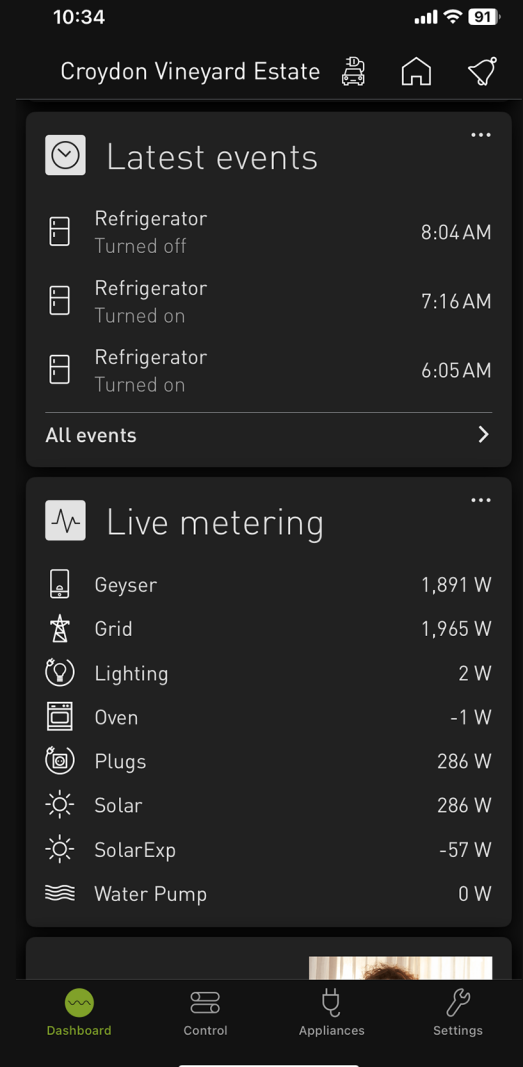 10:34
91
Croydon Vineyard Estate
Latest events
Refrigerator
Turned off
8:04 AM
Refrigerator
Turned on
7:16 AM
Refrigerator
Turned on
6:05 AM
All events
Live metering
Geyser 1,891 W
Grid 1,965 W
Lighting 2 W
Oven -1 W
Plugs 286 W
Solar 286 W
SolarExp -57 W
Water Pump 0 W
Dashboard Control Appliances Settings